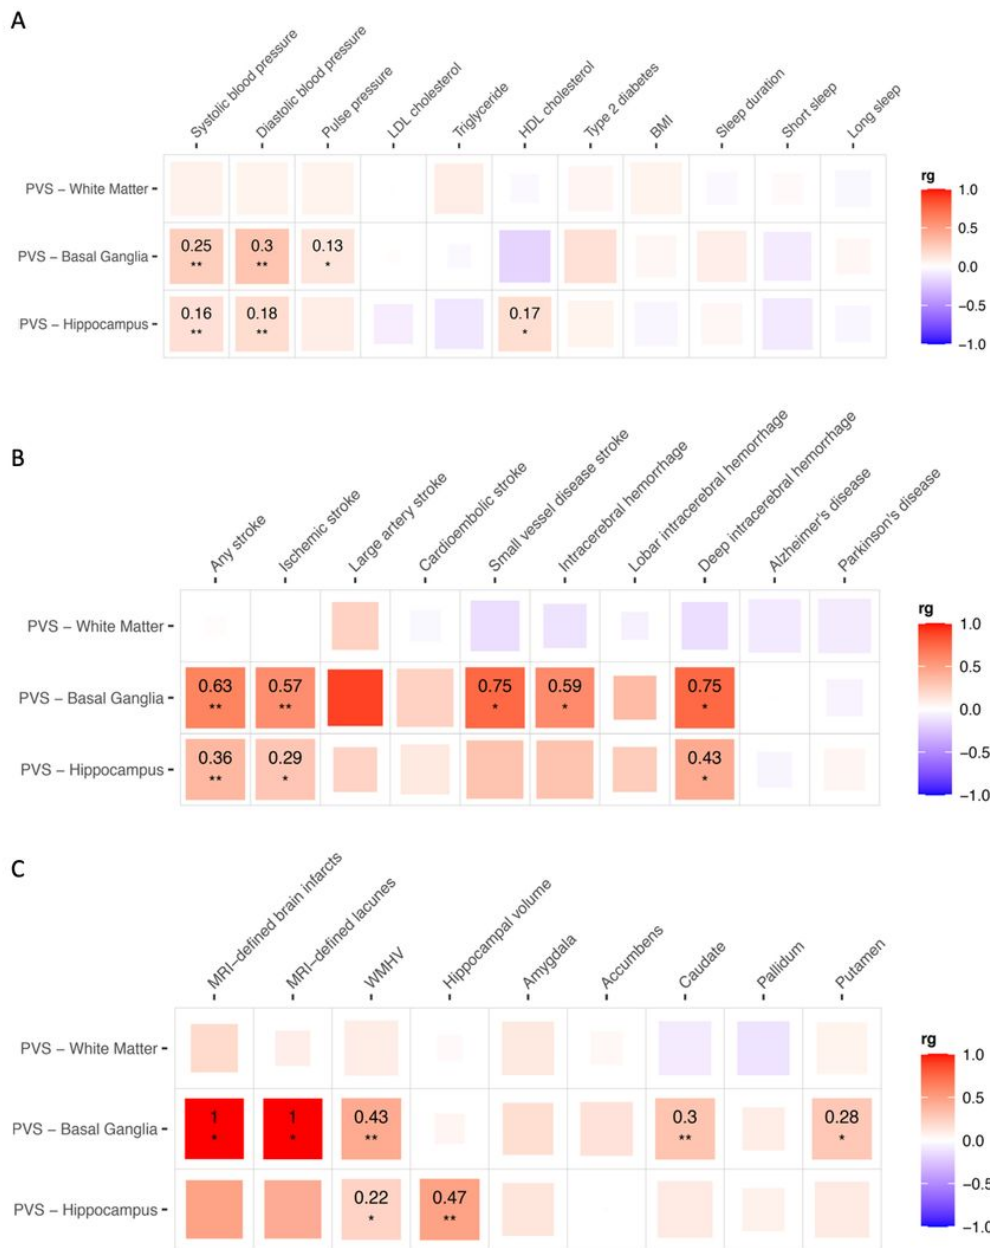 A
Systolic blood pressure
Diastolic blood pressure
Pulse pressure
LDL cholesterol
Triglyceride
HDL cholesterol
Type 2 diabetes
BMI
Sleep duration
Short sleep
Long sleep
PVS – White Matter
PVS – Basal Ganglia
0.25 0.3 0.13
** ** *
PVS – Hippocampus
0.16 0.18 0.17
** ** *
rg
1.0
0.5
0.0
−0.5
−1.0
B
Any stroke
Ischemic stroke
Large artery stroke
Cardioembolic stroke
Small vessel disease stroke
Intracerebral hemorrhage
Lobar intracerebral hemorrhage
Deep intracerebral hemorrhage
Alzheimer's disease
Parkinson's disease
PVS – White Matter
PVS – Basal Ganglia
0.63 0.57 0.75 0.59 0.75
** ** * * *
PVS – Hippocampus
0.36 0.29 0.43
** * *
rg
1.0
0.5
0.0
−0.5
−1.0
C
MRI−defined brain infarcts
MRI−defined lacunes
WMHV
Hippocampal volume
Amygdala
Accumbens
Caudate
Pallidum
Putamen
PVS – White Matter
PVS – Basal Ganglia
1 1 0.43 0.3 0.28
* * ** ** *
PVS – Hippocampus
0.22 0.47
* **
rg
1.0
0.5
0.0
−0.5
−1.0